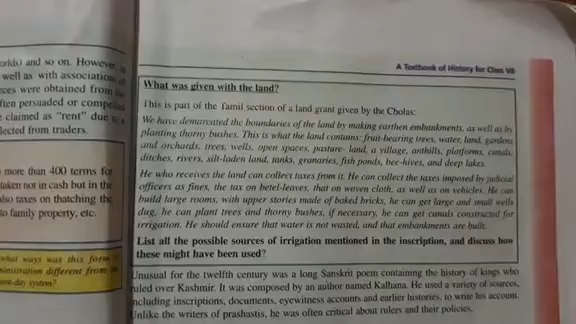 A Textbook of History for Class VII
orlds) and so on. However,
well as with association of
rces were obtained from the
ften persuaded or compelled
claimed as "rent" due to a
lected from traders.
more than 400 terms for
taken not in cash but in the
also taxes on thatching the
to family property, etc.
what ways was this form
ministration different from
sent-day system?
What was given with the land?
This is part of the Tamil section of a land grant given by the Cholas:
We have demarcated the boundaries of the land by making earthen embankments, as well as by
planting thorny bushes. This is what the land contains: fruit-bearing trees, water, land, gardens
and orchards, trees, wells, open spaces, pasture- land, a village, anthills, platforms, canals,
ditches, rivers, silt-laden land, tanks, granaries, fish ponds, bee-hives, and deep lakes.
He who receives the land can collect taxes from it. He can collect the taxes imposed by judicial
officers as fines, the tax on betel-leaves, that on woven cloth, as well as on vehicles. He can
build large rooms, with upper stories made of baked bricks, he can get large and small wells
dug, he can plant trees and thorny bushes, if necessary, he can get canals constructed for
irrigation. He should ensure that water is not wasted, and that embankments are built.
List all the possible sources of irrigation mentioned in the inscription, and discuss how
these might have been used?
Unusual for the twelfth century was a long Sanskrit poem containing the history of kings who
ruled over Kashmir. It was composed by an author named Kalhana. He used a variety of sources,
including inscriptions, documents, eyewitness accounts and earlier histories, to write his account.
Unlike the writers of prashastis, he was often critical about rulers and their policies.